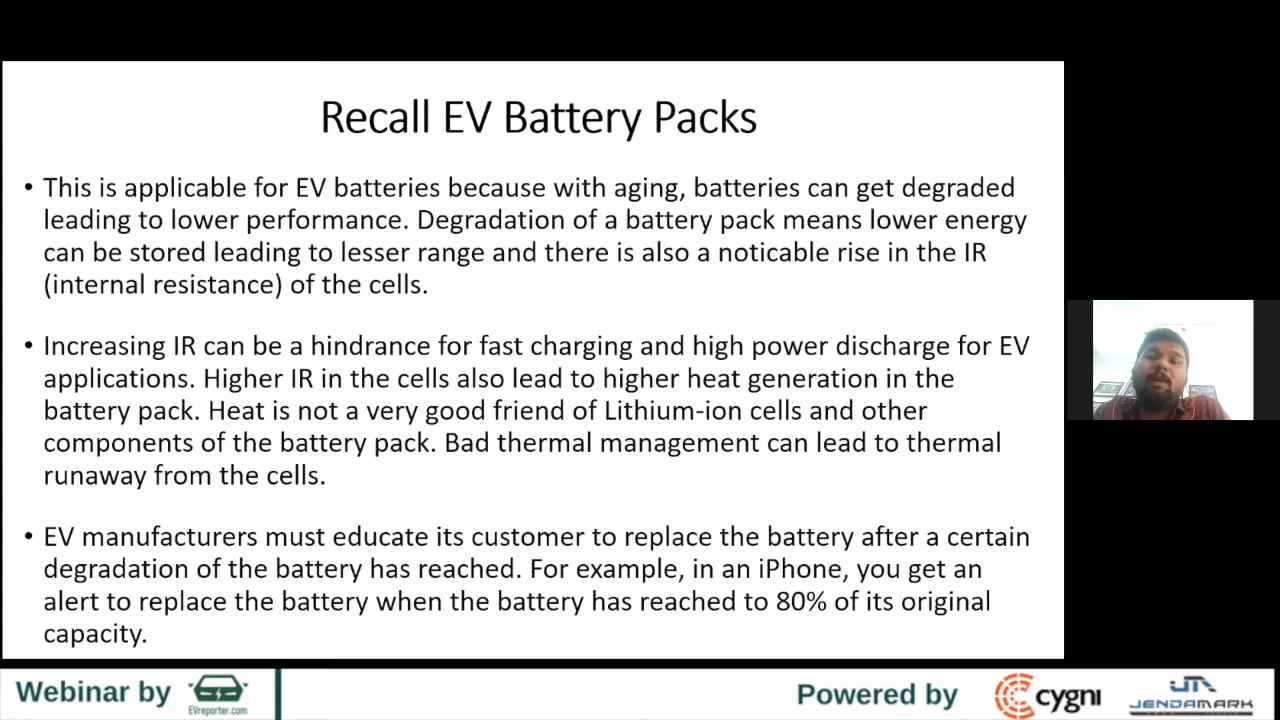 Recall EV Battery Packs
• This is applicable for EV batteries because with aging, batteries can get degraded
leading to lower performance. Degradation of a battery pack means lower energy
can be stored leading to lesser range and there is also a noticable rise in the IR
(internal resistance) of the cells.
• Increasing IR can be a hindrance for fast charging and high power discharge for EV
applications. Higher IR in the cells also lead to higher heat generation in the
battery pack. Heat is not a very good friend of Lithium-ion cells and other
components of the battery pack. Bad thermal management can lead to thermal
runaway from the cells.
• EV manufacturers must educate its customer to replace the battery after a certain
degradation of the battery has reached. For example, in an iPhone, you get an
alert to replace the battery when the battery has reached to 80% of its original
capacity.
Webinar by
EVreporter.com
Powered by
cygni
JENDAMARK